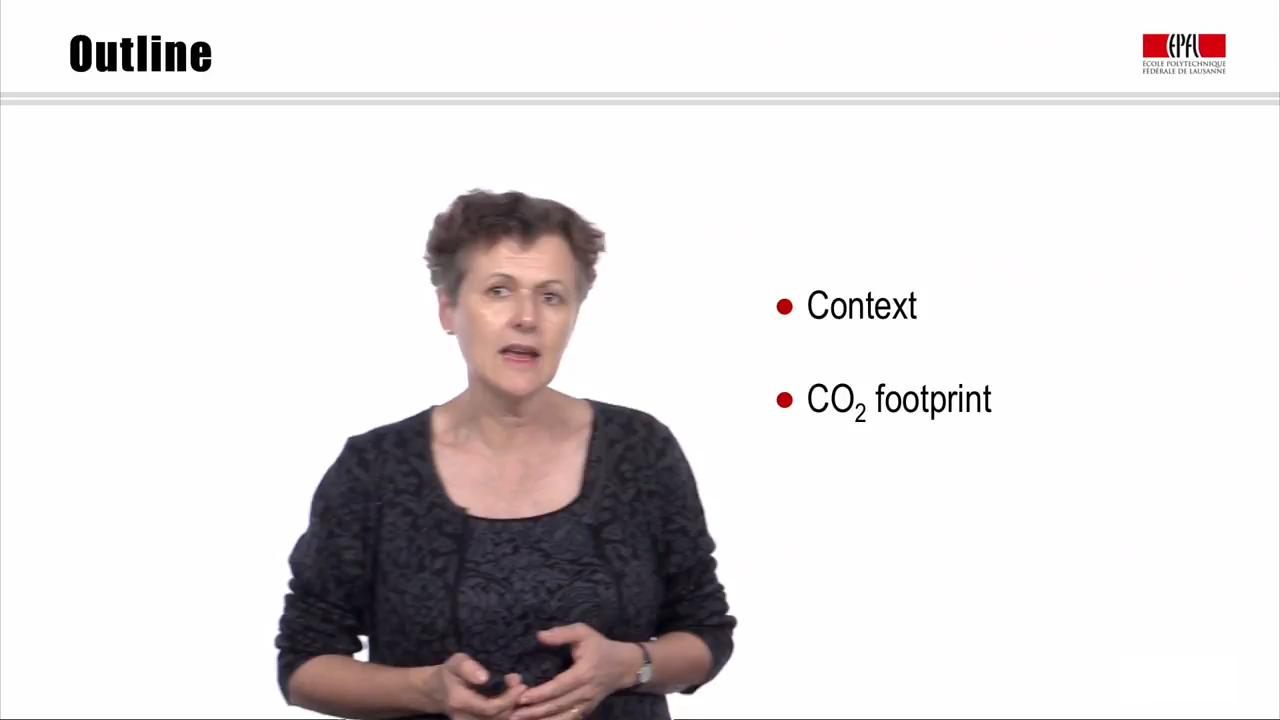 Outline
EPFL
ÉCOLE POLYTECHNIQUE
FÉDÉRALE DE LAUSANNE
● Context
● CO₂ footprint